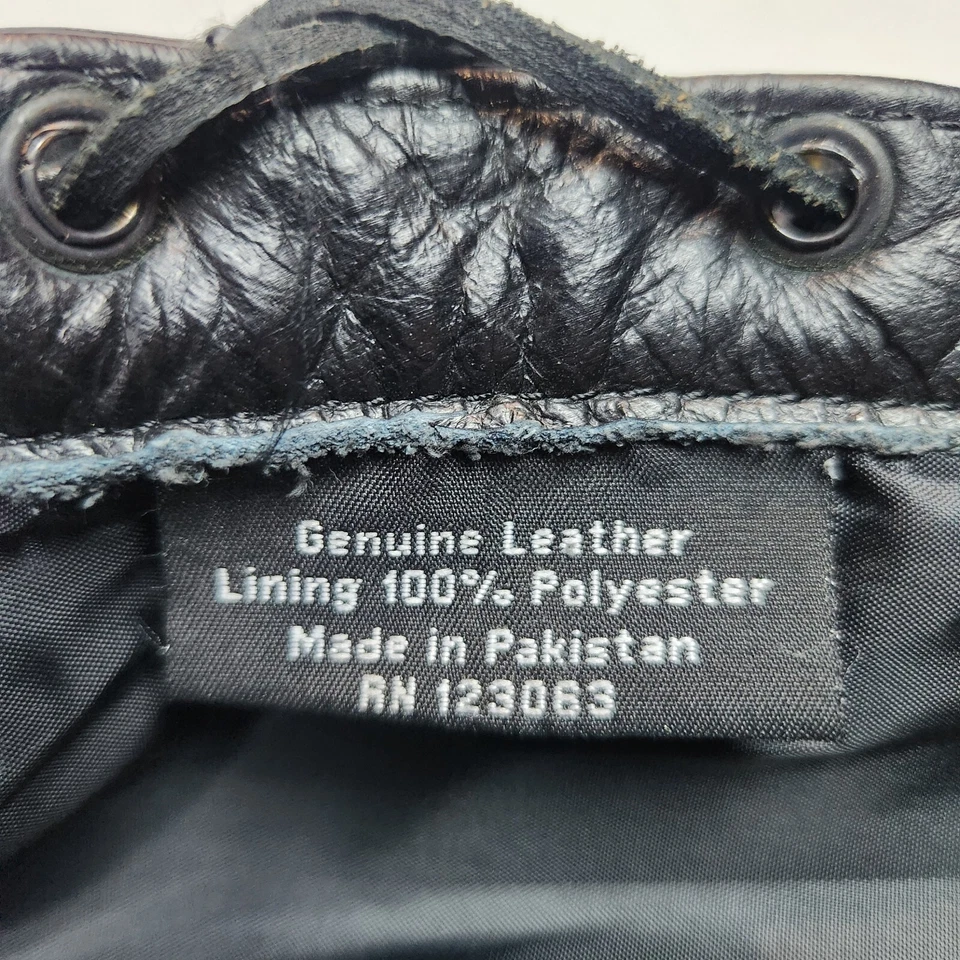 Genuine Leather
Lining 100% Polyester
Made in Pakistan
RN 123063